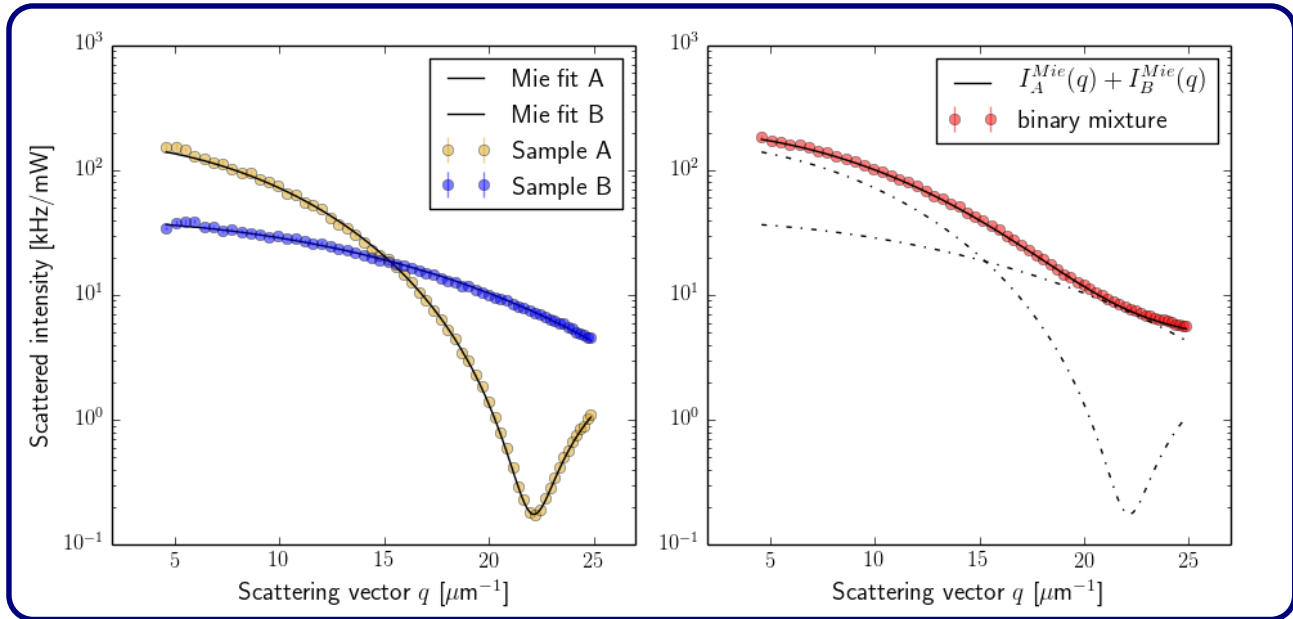 10³
10²
10¹
10⁰
10⁻¹
Scattered intensity [kHz/mW]
5 10 15 20 25
Scattering vector q [μm⁻¹]
Mie fit A
Mie fit B
Sample A
Sample B
10³
10²
10¹
10⁰
10⁻¹
5 10 15 20 25
Scattering vector q [μm⁻¹]
I_A^{Mie}(q) + I_B^{Mie}(q)
binary mixture